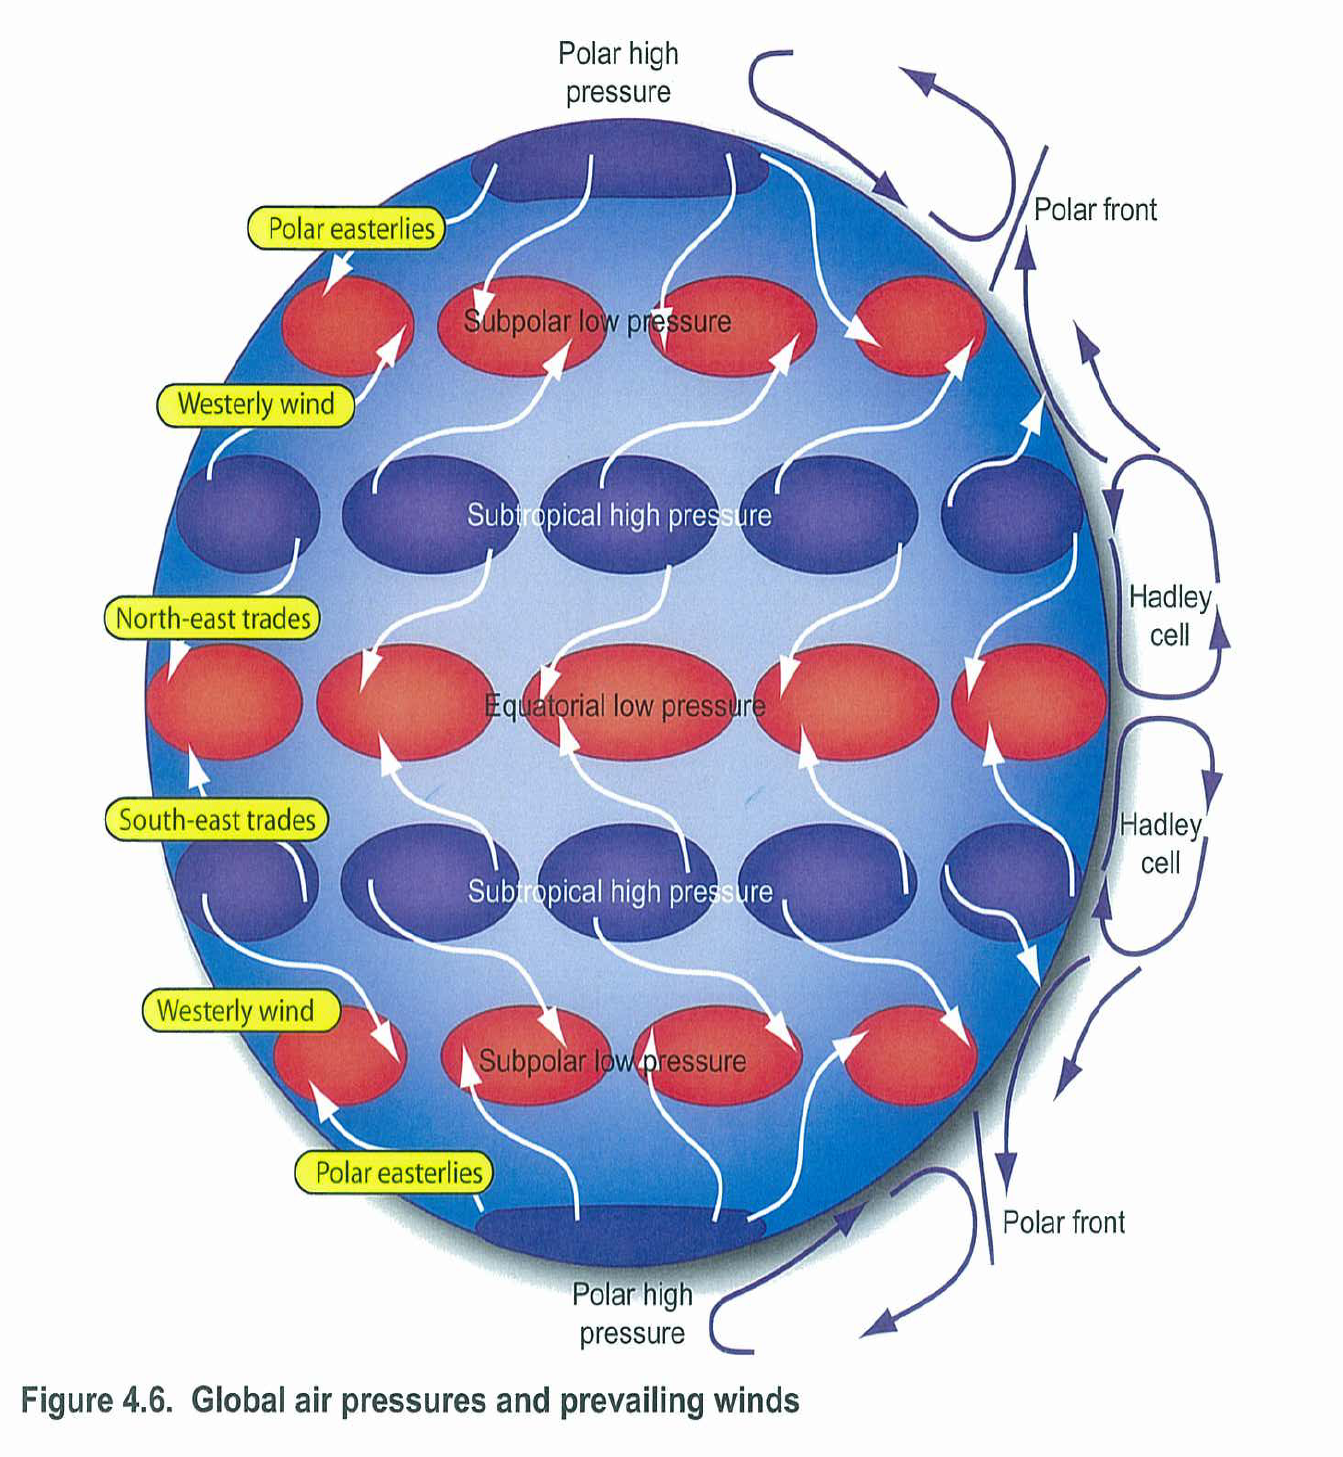 Polar high
pressure
Polar front
Polar easterlies
Subpolar low pressure
Westerly wind
Subtropical high pressure
Hadley
cell
North-east trades
Equatorial low pressure
South-east trades
Hadley
cell
Subtropical high pressure
Westerly wind
Subpolar low pressure
Polar easterlies
Polar front
Polar high
pressure
Figure 4.6. Global air pressures and prevailing winds